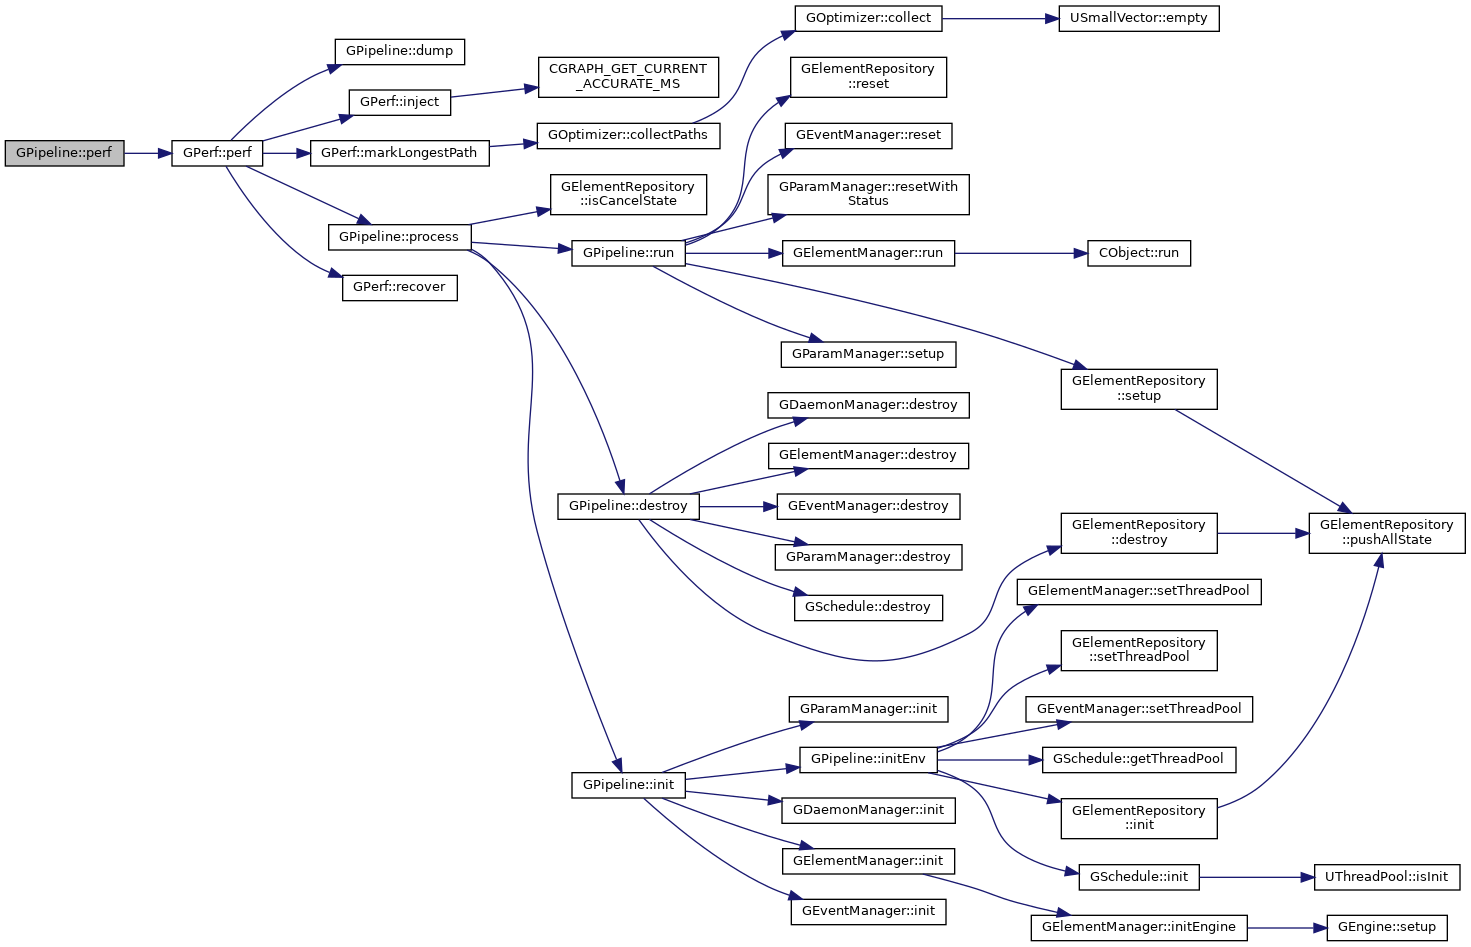 GPipeline::perf
GPerf::perf
GPipeline::dump
GPerf::inject
GPerf::markLongestPath
GPipeline::process
GPerf::recover
CGRAPH_GET_CURRENT
_ACCURATE_MS
GOptimizer::collectPaths
GElementRepository
::isCancelState
GPipeline::run
GPipeline::destroy
GPipeline::init
GOptimizer::collect
GElementRepository
::reset
GEventManager::reset
GParamManager::resetWith
Status
GElementManager::run
GParamManager::setup
GDaemonManager::destroy
GElementManager::destroy
GEventManager::destroy
GParamManager::destroy
GSchedule::destroy
GParamManager::init
GPipeline::initEnv
GDaemonManager::init
GElementManager::init
GEventManager::init
USmallVector::empty
CObject::run
GElementRepository
::setup
GElementRepository
::destroy
GElementManager::setThreadPool
GElementRepository
::setThreadPool
GEventManager::setThreadPool
GSchedule::getThreadPool
GElementRepository
::init
GSchedule::init
GElementManager::initEngine
GElementRepository
::pushAllState
UThreadPool::isInit
GEngine::setup